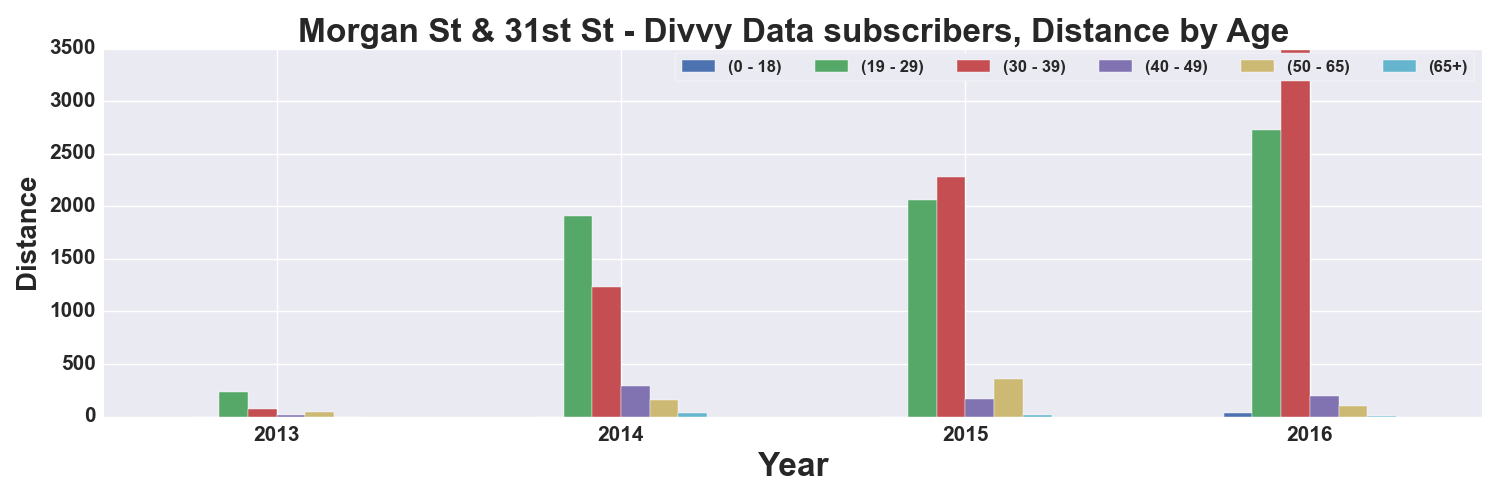 Morgan St & 31st St - Divvy Data subscribers, Distance by Age
3500
(0 - 18) (19 - 29) (30 - 39) (40 - 49) (50 - 65) (65+)
3000
2500
2000
1500
1000
500
0
Distance
2013 2014 2015 2016
Year